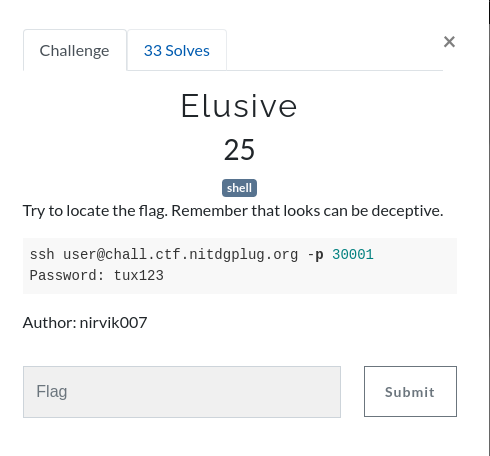 Challenge
33 Solves
×
Elusive
25
shell
Try to locate the flag. Remember that looks can be deceptive.
ssh user@chall.ctf.nitdgplug.org -p 30001
Password: tux123
Author: nirvik007
Flag
Submit